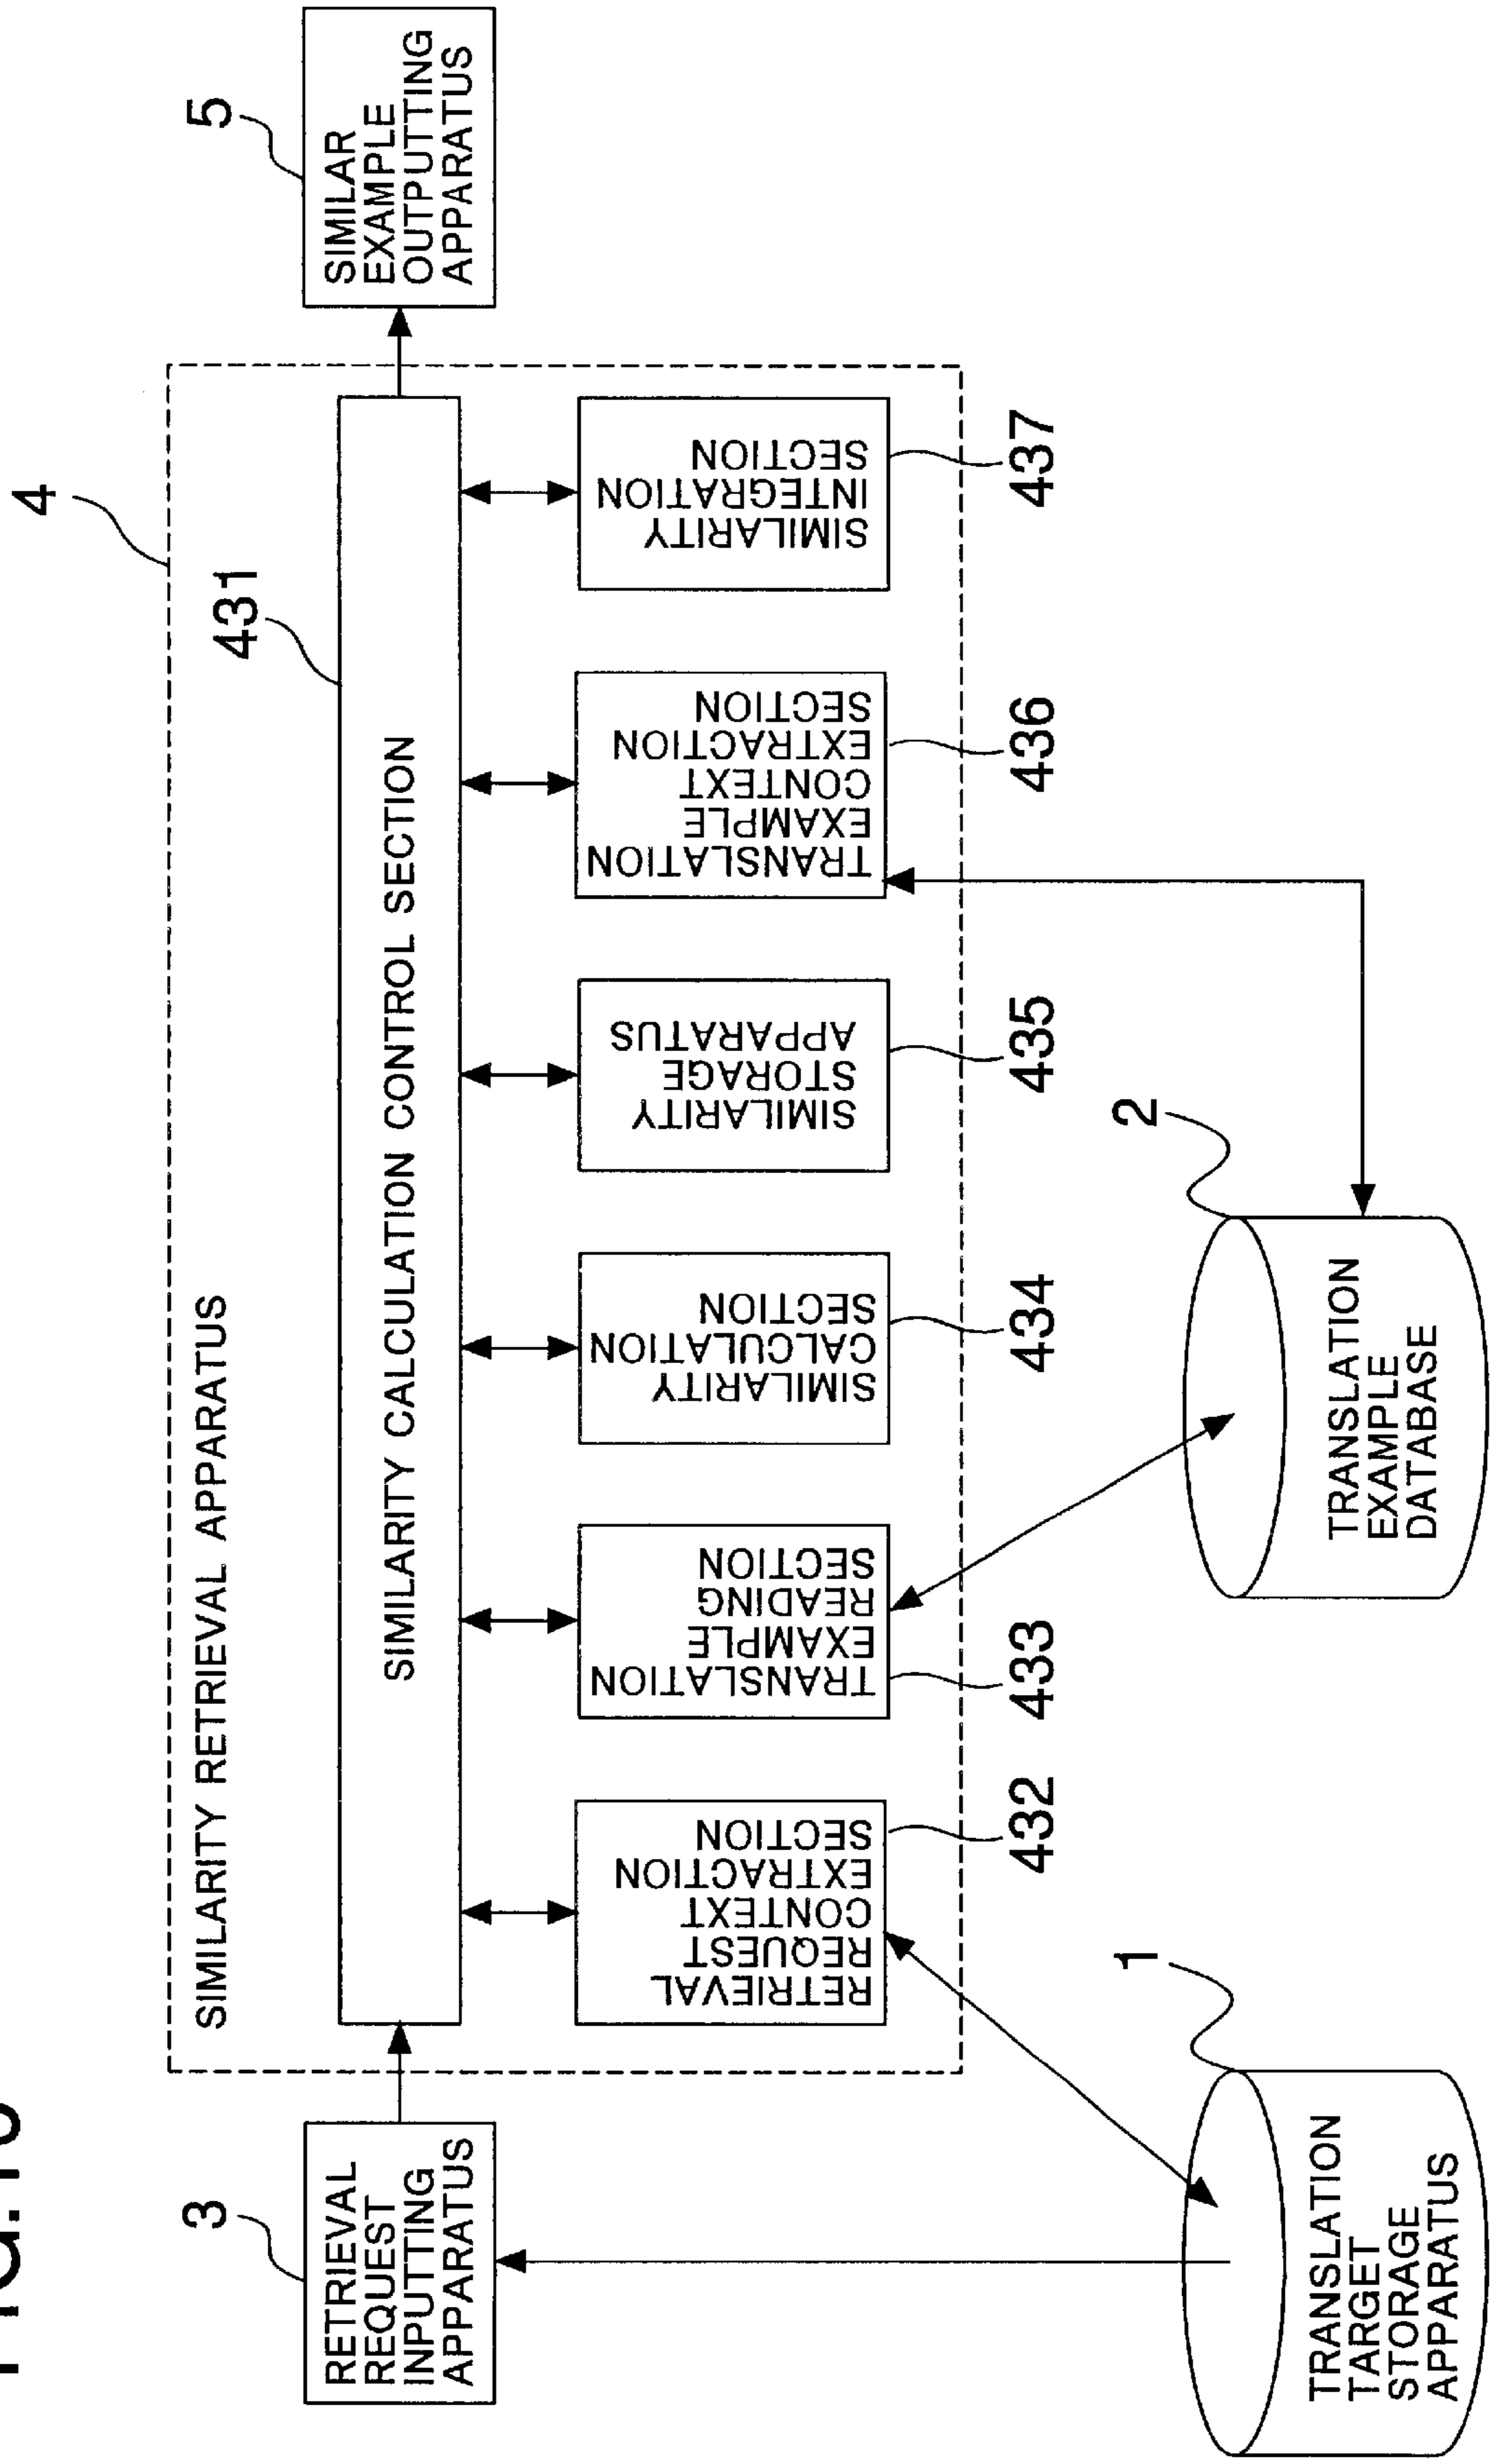 4
SIMILARITY RETRIEVAL APPARATUS
431
SIMILARITY CALCULATION CONTROL SECTION
3
RETRIEVAL
REQUEST
INPUTTING
APPARATUS
5
SIMILAR
EXAMPLE
OUTPUTTING
APPARATUS
RETRIEVAL
REQUEST
CONTEXT
EXTRACTION
SECTION
432
TRANSLATION
EXAMPLE
READING
SECTION
433
SIMILARITY
CALCULATION
SECTION
434
SIMILARITY
STORAGE
APPARATUS
435
TRANSLATION
EXAMPLE
CONTEXT
EXTRACTION
SECTION
436
SIMILARITY
INTEGRATION
SECTION
437
1
TRANSLATION
TARGET
STORAGE
APPARATUS
2
TRANSLATION
EXAMPLE
DATABASE